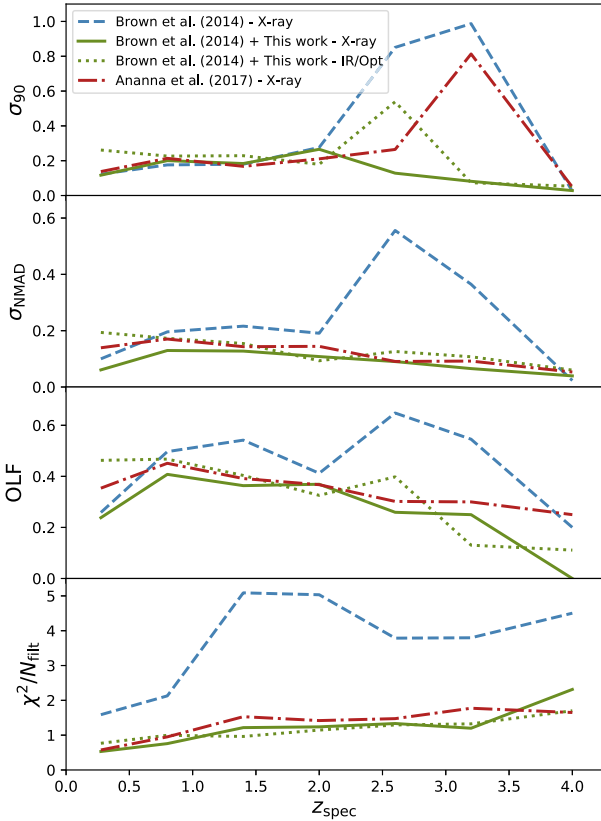 1.0
0.8
0.6
0.4
0.2
0.0
σ90
Brown et al. (2014) - X-ray
Brown et al. (2014) + This work - X-ray
Brown et al. (2014) + This work - IR/Opt
Ananna et al. (2017) - X-ray
0.6
0.4
0.2
0.0
σNMAD
0.6
0.4
0.2
0.0
OLF
5
4
3
2
1
0
χ²/Nfilt
0.0 0.5 1.0 1.5 2.0 2.5 3.0 3.5 4.0
zspec